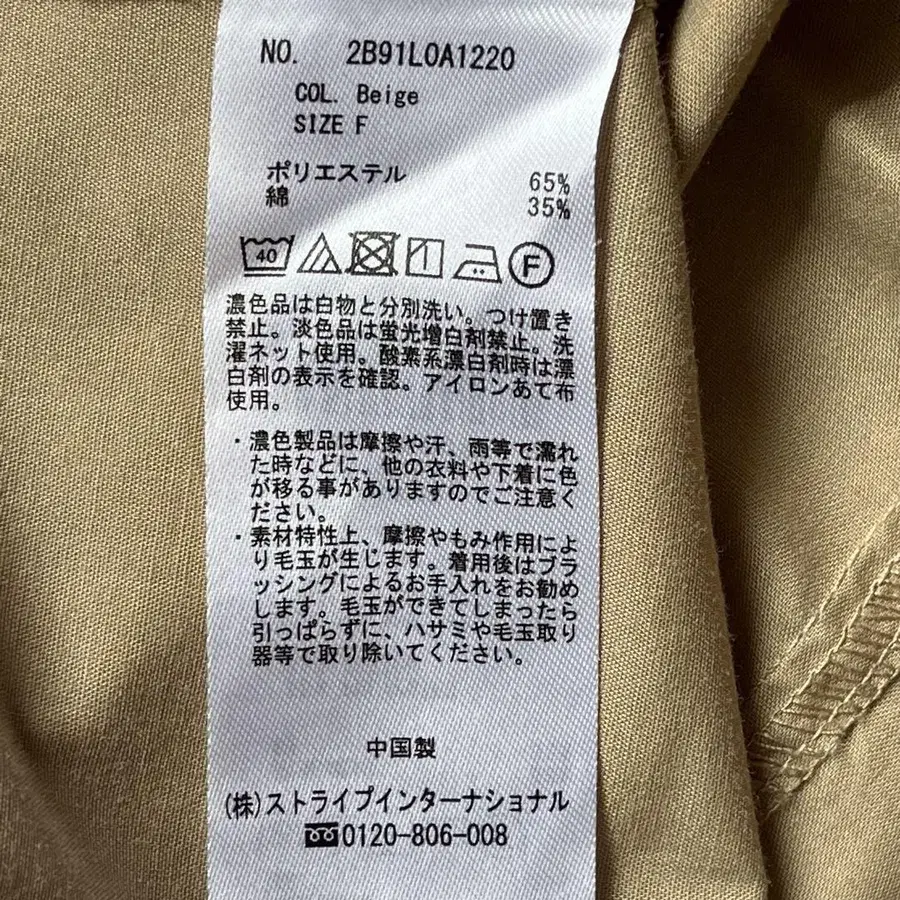 NO. 2B91L0A1220
COL. Beige
SIZE F
ポリエステル 65%
綿 35%
40 F
濃色品は白物と分別洗い。つけ置き
禁止。淡色品は蛍光増白剤禁止。洗
濯ネット使用。酸素系漂白剤時は漂
白剤の表示を確認。アイロンあて布
使用。
・濃色製品は摩擦や汗、雨等で濡れ
た時などに、他の衣料や下着に色
が移る事がありますのでご注意く
ださい。
・素材特性上、摩擦やもみ作用によ
り毛玉が生じます。着用後はブラ
ッシングによるお手入れをお勧め
します。毛玉ができてしまったら
引っぱらずに、ハサミや毛玉取り
器等で取り除いてください。
中国製
(株)ストライプインターナショナル
0120-806-008